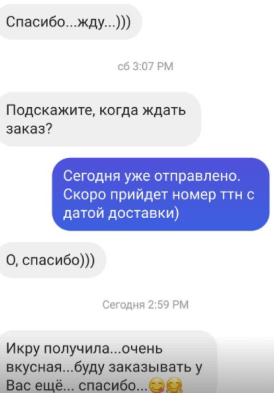 Спасибо...жду...)))
сб 3:07 PM
Подскажите, когда ждать
заказ?
Сегодня уже отправлено.
Скоро прийдет номер ттн с
датой доставки)
О, спасибо)))
Сегодня 2:59 PM
Икру получила...очень
вкусная...буду заказывать у
Вас ещё... спасибо...😊🤗